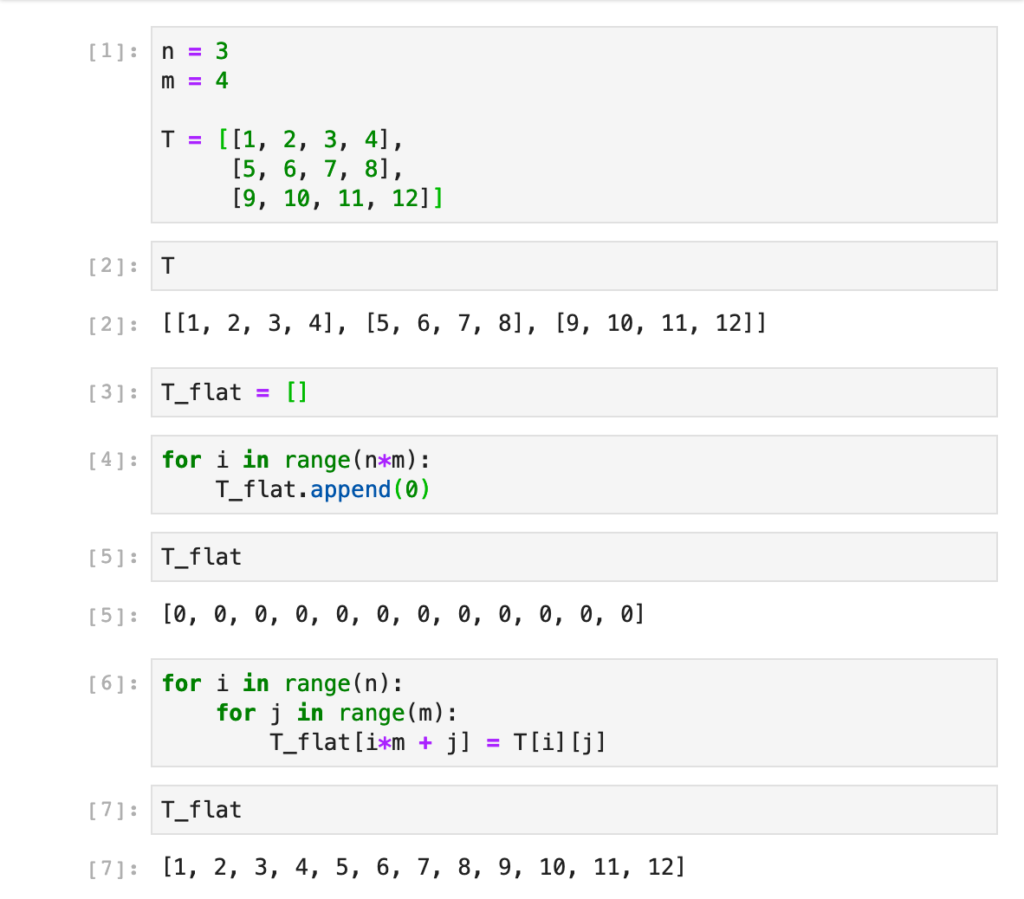 [1]: n = 3
m = 4
T = [[1, 2, 3, 4],
[5, 6, 7, 8],
[9, 10, 11, 12]]
[2]: T
[2]: [[1, 2, 3, 4], [5, 6, 7, 8], [9, 10, 11, 12]]
[3]: T_flat = []
[4]: for i in range(n*m):
T_flat.append(0)
[5]: T_flat
[5]: [0, 0, 0, 0, 0, 0, 0, 0, 0, 0, 0, 0]
[6]: for i in range(n):
for j in range(m):
T_flat[i*m + j] = T[i][j]
[7]: T_flat
[7]: [1, 2, 3, 4, 5, 6, 7, 8, 9, 10, 11, 12]